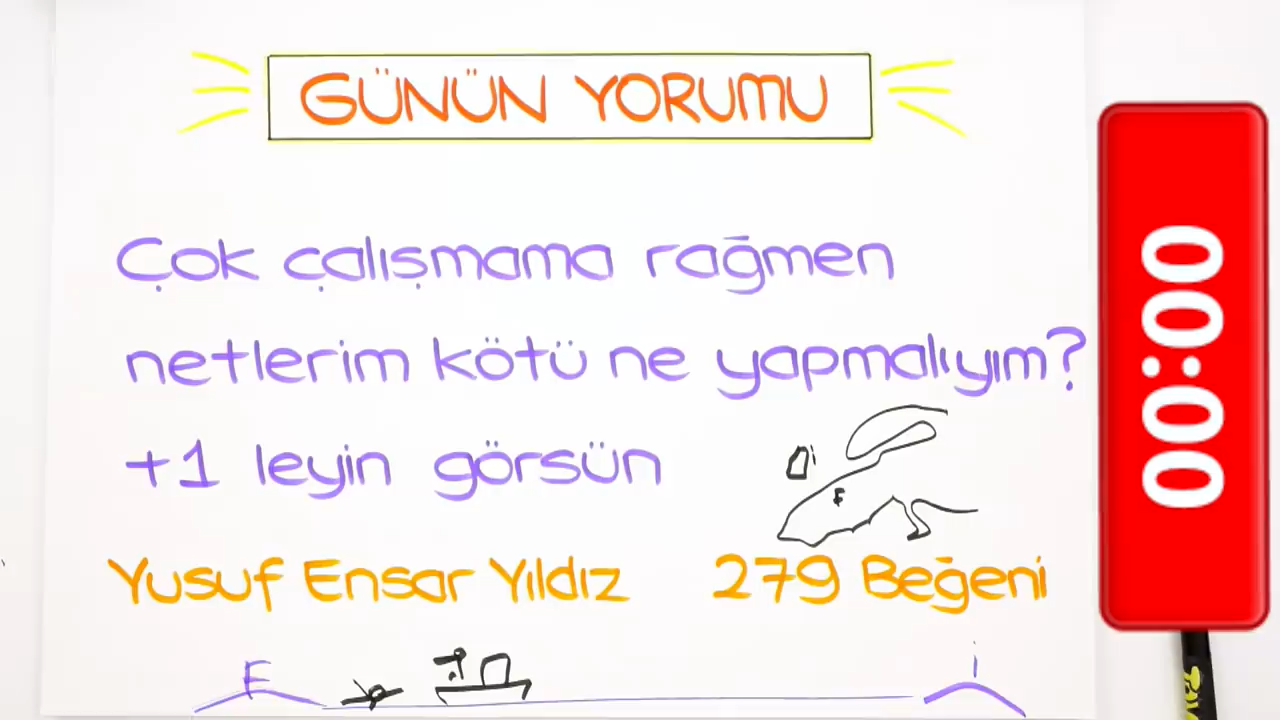 GÜNÜN YORUMU
Çok çalışmama rağmen
netlerim kötü ne yapmalıyım?
+1 leyin görsün
Yusuf Ensar Yıldız 279 Beğeni
00:00
F
i